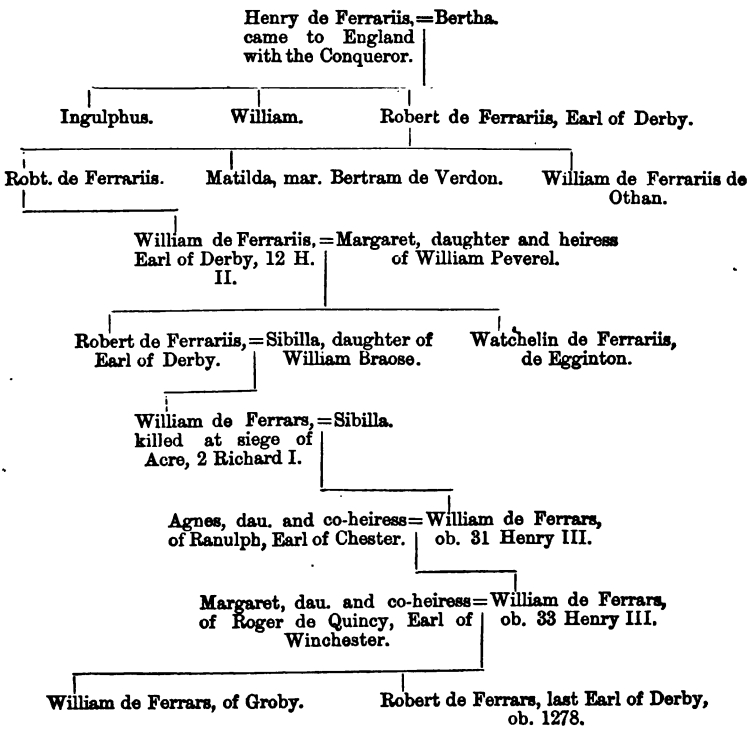 Henry de Ferrariis,=Bertha.
came to England
with the Conqueror.
Ingulphus.
William.
Robert de Ferrariis, Earl of Derby.
Robt. de Ferrariis.
Matilda, mar. Bertram de Verdon.
William de Ferrariis de
Othan.
William de Ferrariis,=Margaret, daughter and heiress
Earl of Derby, 12 H. of William Peverel.
II.
Robert de Ferrariis,=Sibilla, daughter of
Earl of Derby. William Braose.
Watchelin de Ferrariis,
de Egginton.
William de Ferrars,=Sibilla.
killed at siege of
Acre, 2 Richard I.
Agnes, dau. and co-heiress=William de Ferrars,
of Ranulph, Earl of Chester. ob. 31 Henry III.
Margaret, dau. and co-heiress=William de Ferrars,
of Roger de Quincy, Earl of ob. 33 Henry III.
Winchester.
William de Ferrars, of Groby.
Robert de Ferrars, last Earl of Derby,
ob. 1278.